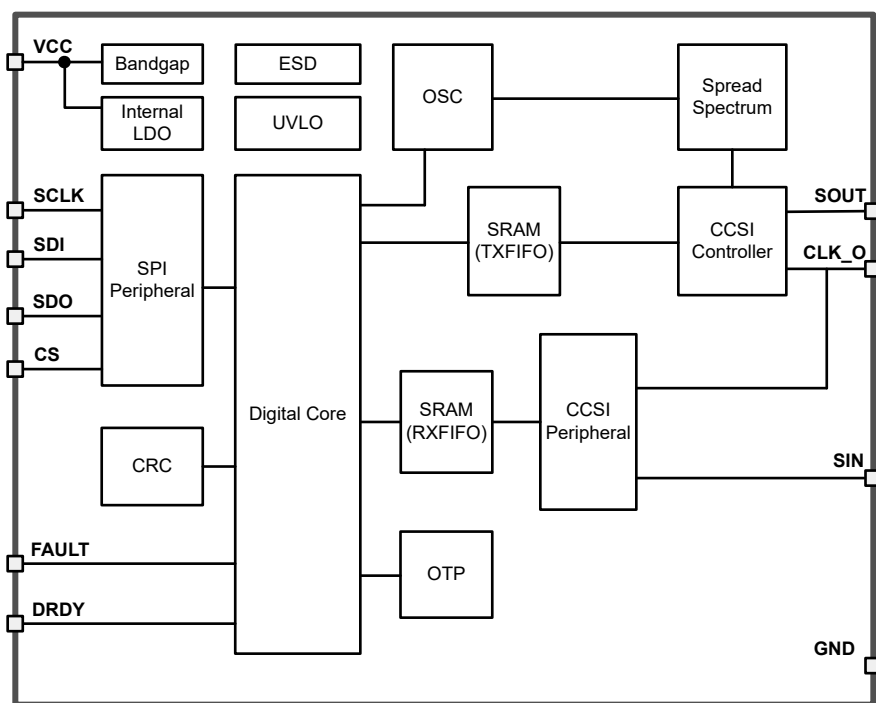 VCC
Bandgap
ESD
OSC
Spread
Spectrum
Internal
LDO
UVLO
SCLK
SDI
SDO
CS
SPI
Peripheral
SRAM
(TXFIFO)
CCSI
Controller
SOUT
CLK_O
Digital Core
SRAM
(RXFIFO)
CCSI
Peripheral
CRC
SIN
FAULT
DRDY
OTP
GND